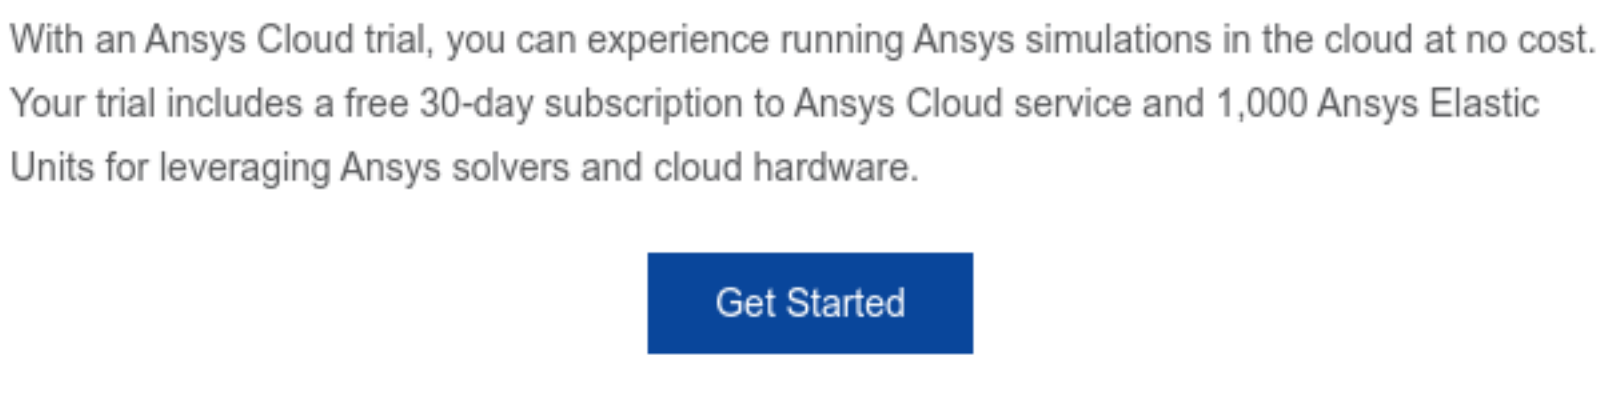 With an Ansys Cloud trial, you can experience running Ansys simulations in the cloud at no cost.
Your trial includes a free 30-day subscription to Ansys Cloud service and 1,000 Ansys Elastic
Units for leveraging Ansys solvers and cloud hardware.
Get Started